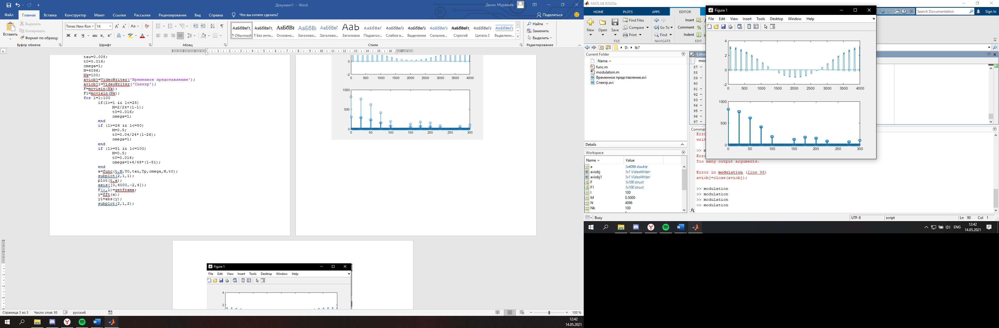 Документ1 - Word
Денис Муравьёв
Файл Главная Вставка Конструктор Макет Ссылки Рассылки Рецензирование Вид Справка Что вы хотите сделать? Поделиться
Вставить
Вырезать
Копировать
Формат по образцу
Буфер обмена
Times New Ron 14
Шрифт
Абзац
АаБбВвГг, АаБбВвГг, АаБбВı АаБбВı АаБбВвГ АаЬ АаБбВвГ АаБбВвГг АаБбВвГг АаБбВвГг АаБбВвГг, АаБбВвГг АаБбВвГг
¶ Обычный ¶ Без инте... Основно... Заголово... Заголово... Заголовок Подзагол... Слабое в... Выделение Сильное... Строгий Цитата 2 Выделенн...
Стили
Найти
Заменить
Выделить
Редактирование
tau=0.008;
t0=0.016;
omega=1;
N=4096;
Nk=100;
aviobj=VideoWriter('Временное представление');
aviobj1=VideoWriter('Спектр');
F=moviein(Nk);
F1=moviein(Nk);
for l=1:100
if(l>=1 && l<=25)
M=2/24*(l-1);
t0=0.016;
omega=1;
end
if (l>=26 && l<=50)
M=0.5;
t0=0.04/24*(l-26);
omega=1;
end
if (l>=51 && l<=100)
M=0.5;
t0=0.016;
omega=1+4/49*(l-51);
end
a=func(t,M,U0,tau,Tp,omega,N,t0);
subplot(2,1,1);
plot(t,a);
axis([0,4000,-2,4]);
F(:,l)=getframe;
y=fft(a);
y1=abs(y);
subplot(2,1,2);
0
-2
0 500 1000 1500 2000 2500 3000 3500 4000
1000
500
0
0 50 100 150 200 250 300
Figure 1
File Edit View Insert Tools Desktop Window Help
4
2
Страница 3 из 3 Число слов: 95 русский 100 %
12:42
14.05.2021
MATLAB R2020a
HOME PLOTS APPS EDITOR
Search Documentation Sign In
New Open Save
Find Files
Compare
Print
FILE
Go To
Find
NAVIGATE
Insert
Comment
Indent
EDIT
D: lb7
Current Folder
Name
func.m
modulation.m
Временное представление.avi
Спектр.avi
Details
Workspace
Name Value
a 1x4096 double
aviobj 1x1 VideoWriter
aviobj1 1x1 VideoWriter
F 1x100 struct
F1 1x100 struct
l 100
M 0.5000
N 4096
Nk 100
Editor
mod
87
88
89
90
91
92
93
94
95
96
97
Figure 1
File Edit View Insert Tools Desktop Window Help
4
2
0
-2
0 500 1000 1500 2000 2500 3000 3500 4000
1000
500
0
0 50 100 150 200 250 300
Comman
Erro
writ
>> m
Erro
Too many output arguments.
Error in modulation (line 98)
aviobj=close(aviobj);
>> modulation
>> modulation
>> modulation
>> modulation
fx
Busy
UTF-8 script Ln 90 Col 1
ENG
12:42
14.05.2021